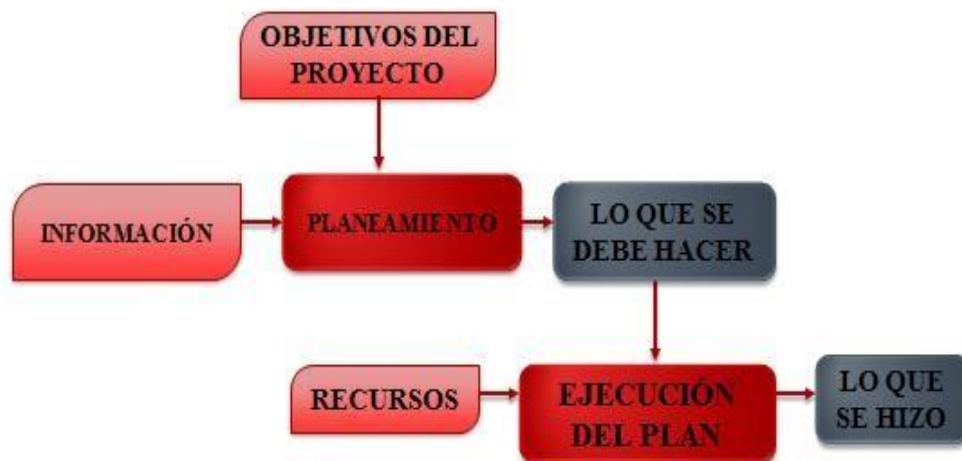 OBJETIVOS DEL
PROYECTO
INFORMACIÓN
PLANEAMIENTO
LO QUE SE
DEBE HACER
RECURSOS
EJECUCIÓN
DEL PLAN
LO QUE
SE HIZO